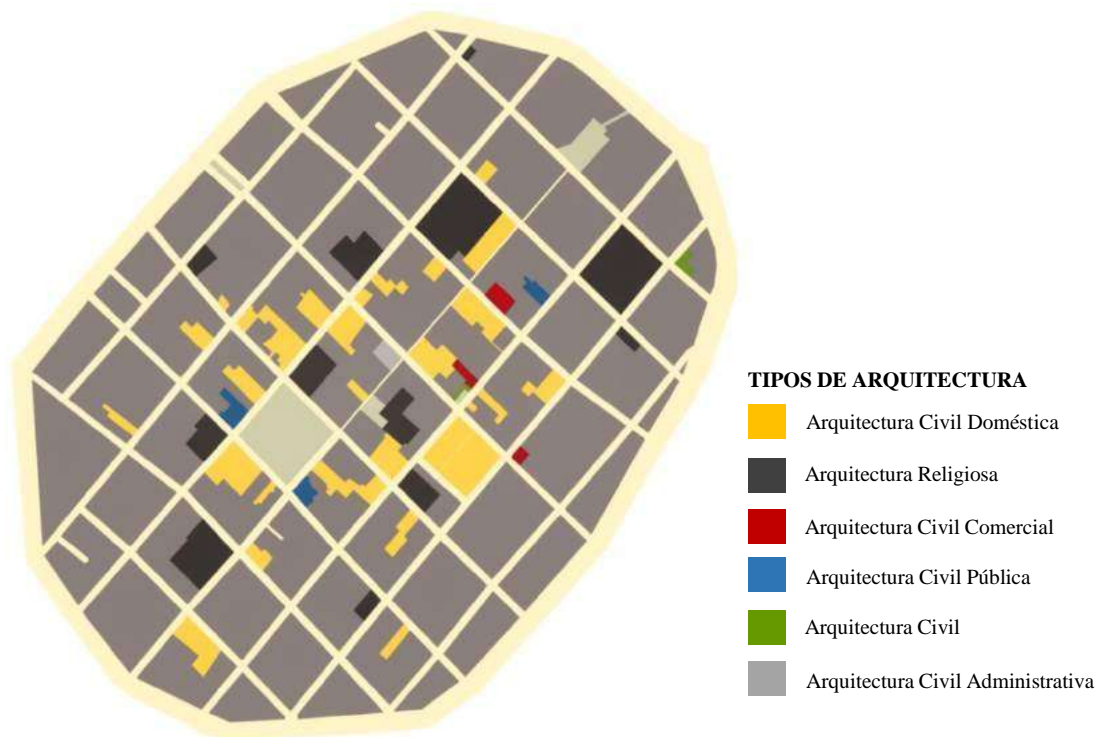 TIPOS DE ARQUITECTURA
Arquitectura Civil Doméstica
Arquitectura Religiosa
Arquitectura Civil Comercial
Arquitectura Civil Pública
Arquitectura Civil
Arquitectura Civil Administrativa